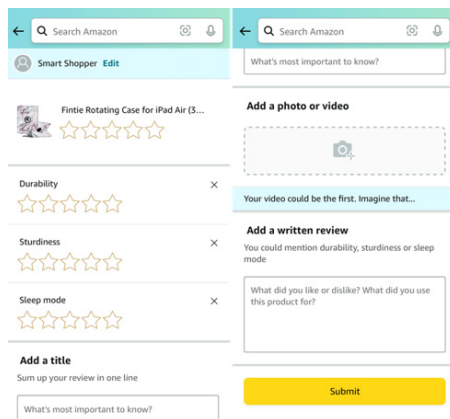 Search Amazon
Smart Shopper Edit
Fintie Rotating Case for iPad Air (3...
Durability
Sturdiness
Sleep mode
Add a title
Sum up your review in one line
What's most important to know?
Search Amazon
What's most important to know?
Add a photo or video
Your video could be the first. Imagine that...
Add a written review
You could mention durability, sturdiness or sleep
mode
What did you like or dislike? What did you use
this product for?
Submit